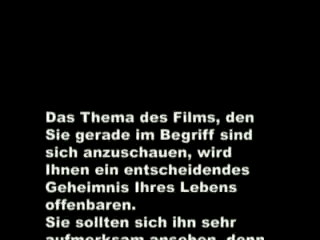 Das Thema des Films, den
Sie gerade im Begriff sind
sich anzuschauen, wird
Ihnen ein entscheidendes
Geheimnis Ihres Lebens
offenbaren.
Sie sollten sich ihn sehr
aufmerksam ansehen, denn